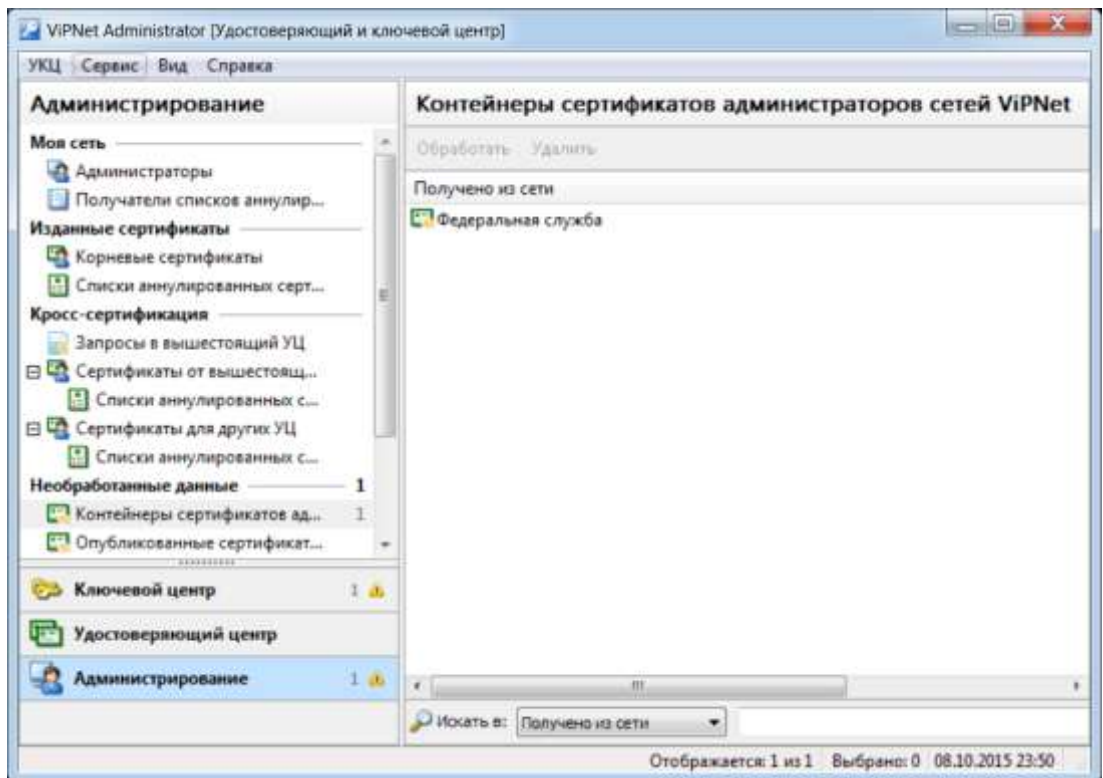 ViPNet Administrator [Удостоверяющий и ключевой центр]
УКЦ Сервис Вид Справка
Администрирование
Моя сеть
Администраторы
Получатели списков аннулир...
Изданные сертификаты
Корневые сертификаты
Списки аннулированных серт...
Кросс-сертификация
Запросы в вышестоящий УЦ
Сертификаты от вышестоящ...
Списки аннулированных с...
Сертификаты для других УЦ
Списки аннулированных с...
Необработанные данные 1
Контейнеры сертификатов ад... 1
Опубликованные сертификат...
Ключевой центр 1
Удостоверяющий центр
Администрирование 1
Контейнеры сертификатов администраторов сетей ViPNet
Обработать Удалить
Получено из сети
Федеральная служба
Искать в: Получено из сети
Отображается: 1 из 1 Выбрано: 0 08.10.2015 23:50